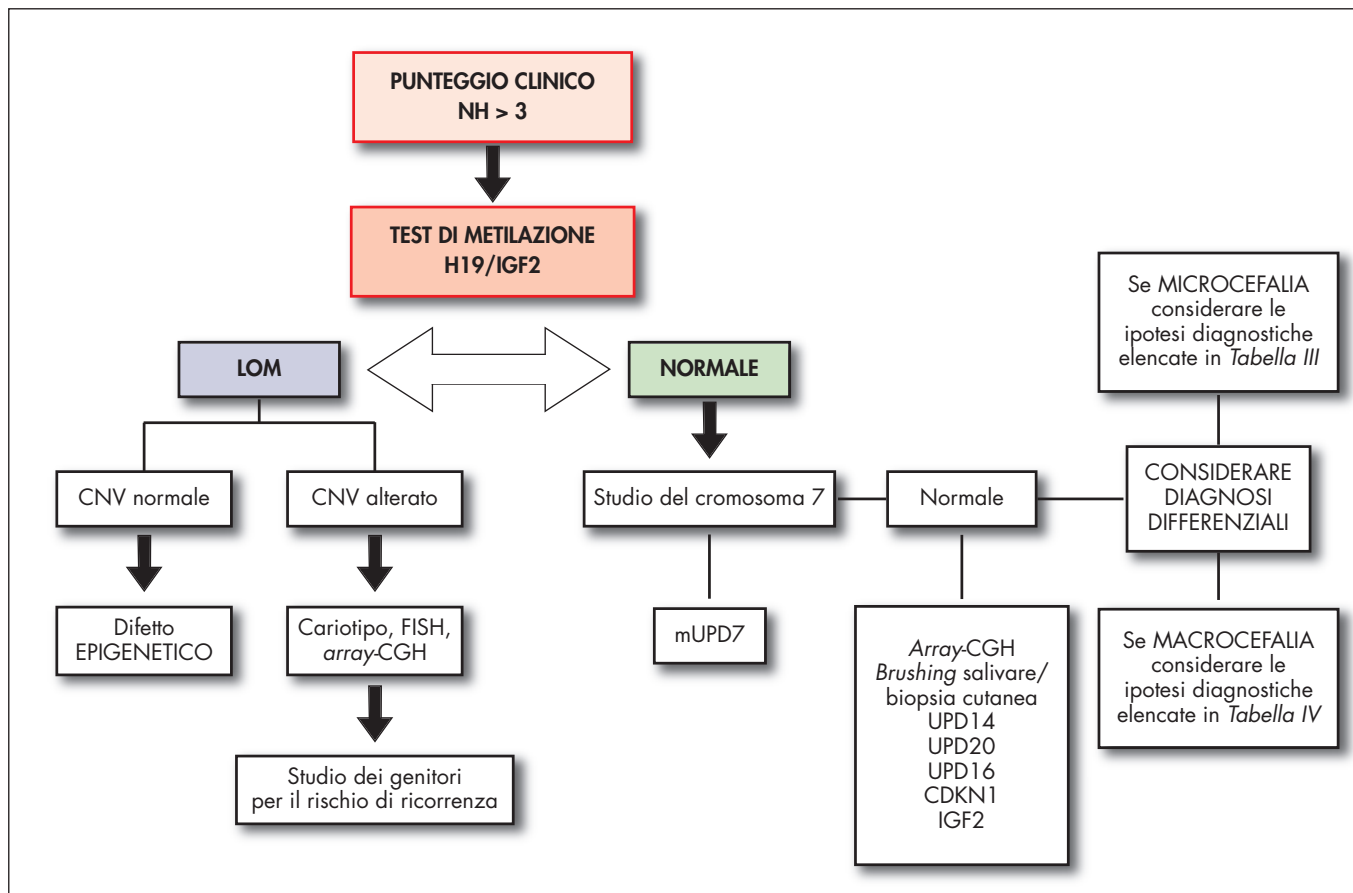 PUNTEGGIO CLINICO
NH > 3
TEST DI METILAZIONE
H19/IGF2
LOM
NORMALE
CNV normale
CNV alterato
Difetto
EPIGENETICO
Cariotipo, FISH,
array-CGH
Studio dei genitori
per il rischio di ricorrenza
Studio del cromosoma 7
mUPD7
Normale
Array-CGH
Brushing salivare/
biopsia cutanea
UPD14
UPD20
UPD16
CDKN1
IGF2
Se MICROCEFALIA
considerare le
ipotesi diagnostiche
elencate in Tabella III
CONSIDERARE
DIAGNOSI
DIFFERENZIALI
Se MACROCEFALIA
considerare le
ipotesi diagnostiche
elencate in Tabella IV